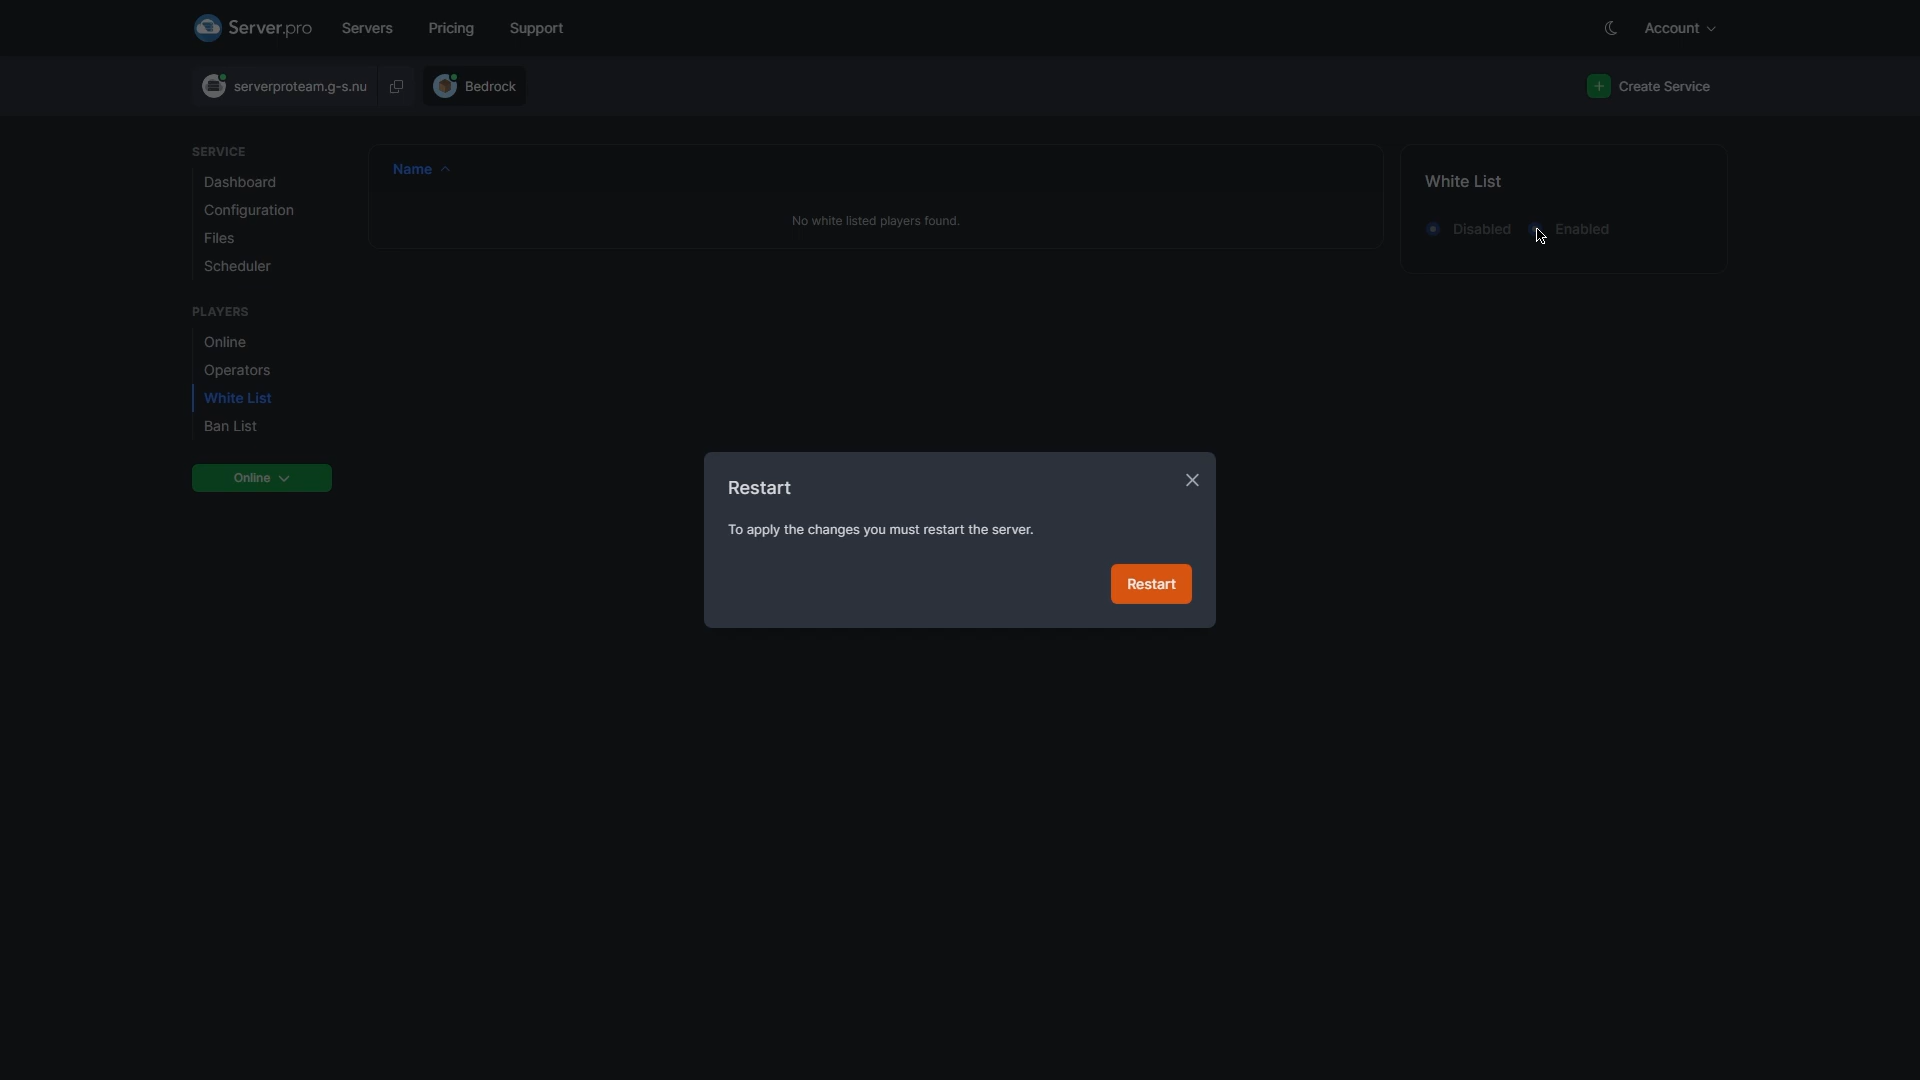 Server.pro
Servers
Pricing
Support
Account
serverproteam.g-s.nu
Bedrock
Create Service
SERVICE
Dashboard
Configuration
Files
Scheduler
PLAYERS
Online
Operators
White List
Ban List
Online
Name
No white listed players found.
White List
Disabled
Enabled
Restart
To apply the changes you must restart the server.
Restart